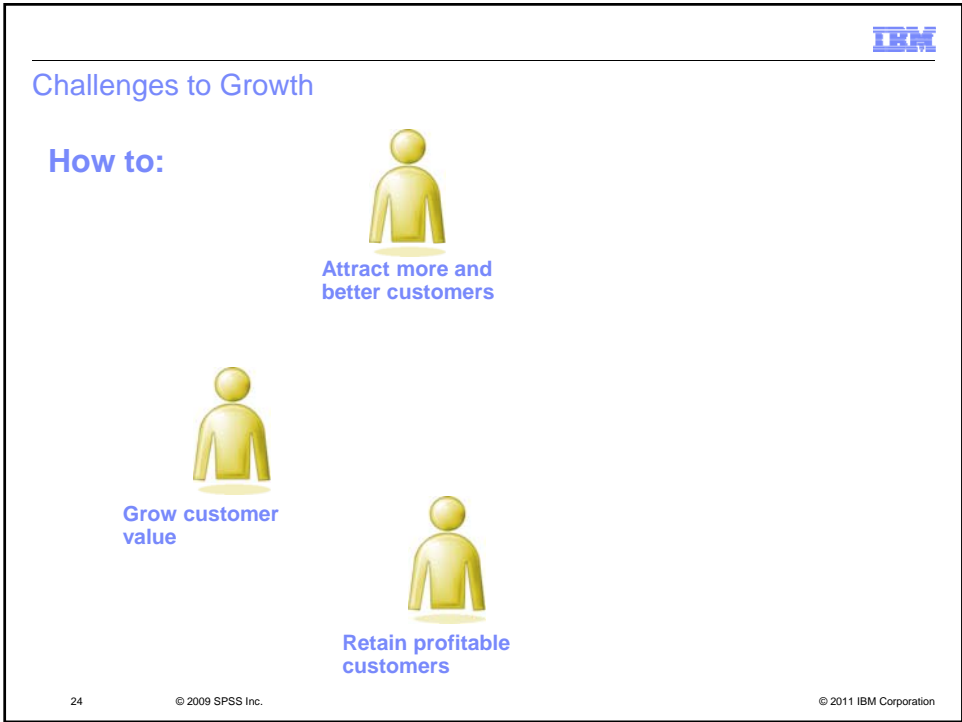 IBM
Challenges to Growth
How to:
Attract more and
better customers
Grow customer
value
Retain profitable
customers
24
© 2009 SPSS Inc.
© 2011 IBM Corporation